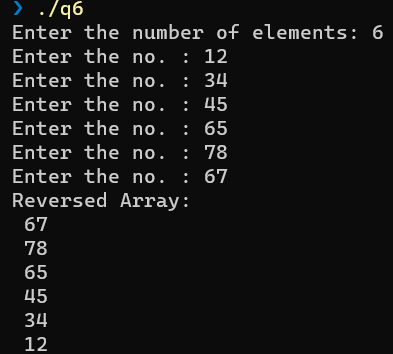 ❯ ./q6
Enter the number of elements: 6
Enter the no. : 12
Enter the no. : 34
Enter the no. : 45
Enter the no. : 65
Enter the no. : 78
Enter the no. : 67
Reversed Array:
 67
 78
 65
 45
 34
 12